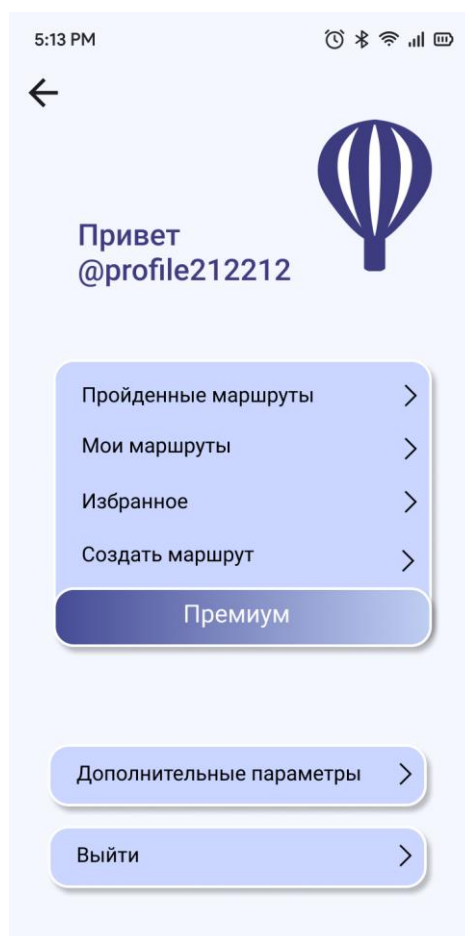 5:13 PM
Привет
@profile212212
Пройденные маршруты
Мои маршруты
Избранное
Создать маршрут
Премиум
Дополнительные параметры
Выйти